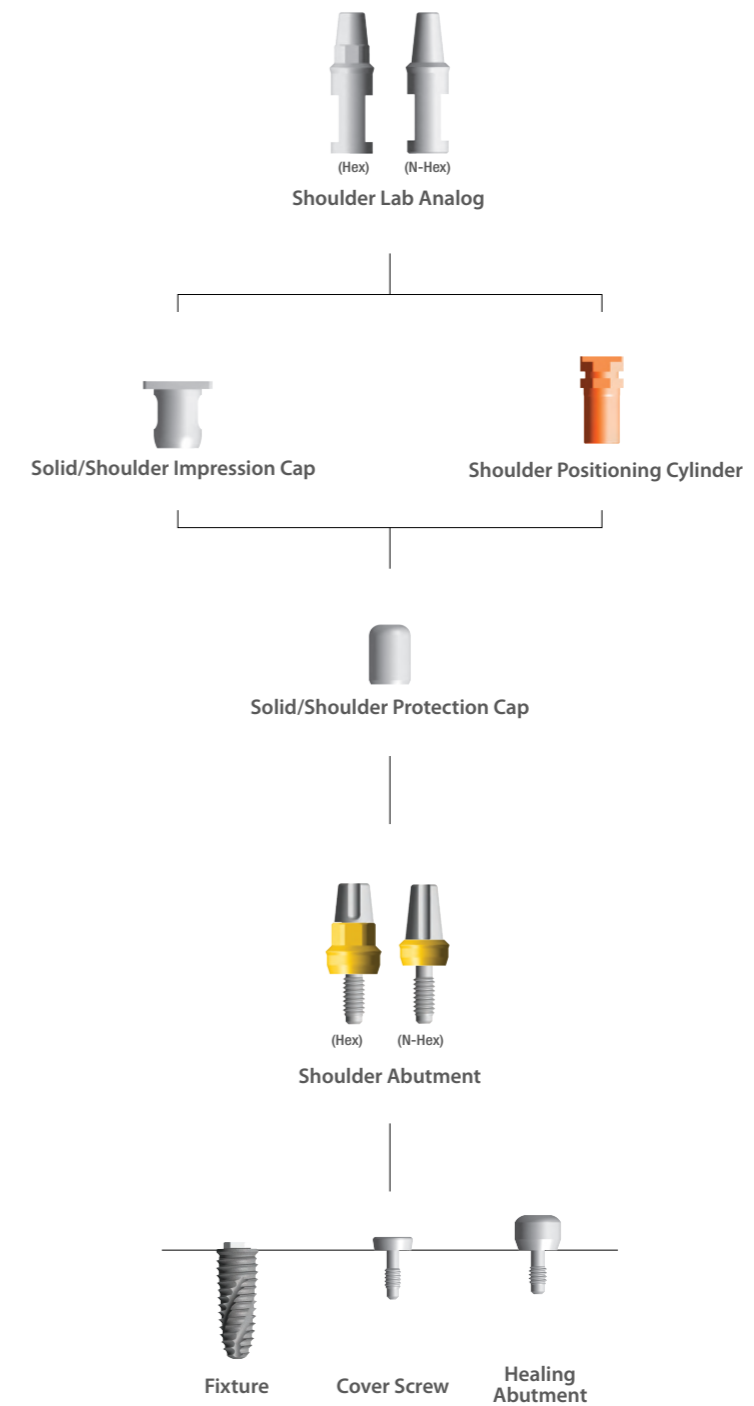 (Hex) (N-Hex)
Shoulder Lab Analog
Solid/Shoulder Impression Cap
Shoulder Positioning Cylinder
Solid/Shoulder Protection Cap
(Hex) (N-Hex)
Shoulder Abutment
Fixture
Cover Screw
Healing
Abutment